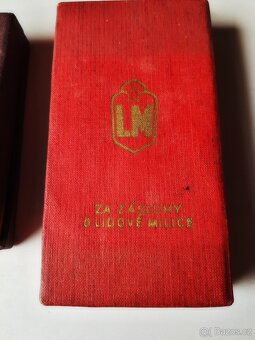 LM
ZA ZÁSLUHY
O LIDOVÉ MILICE
Bazos.cz